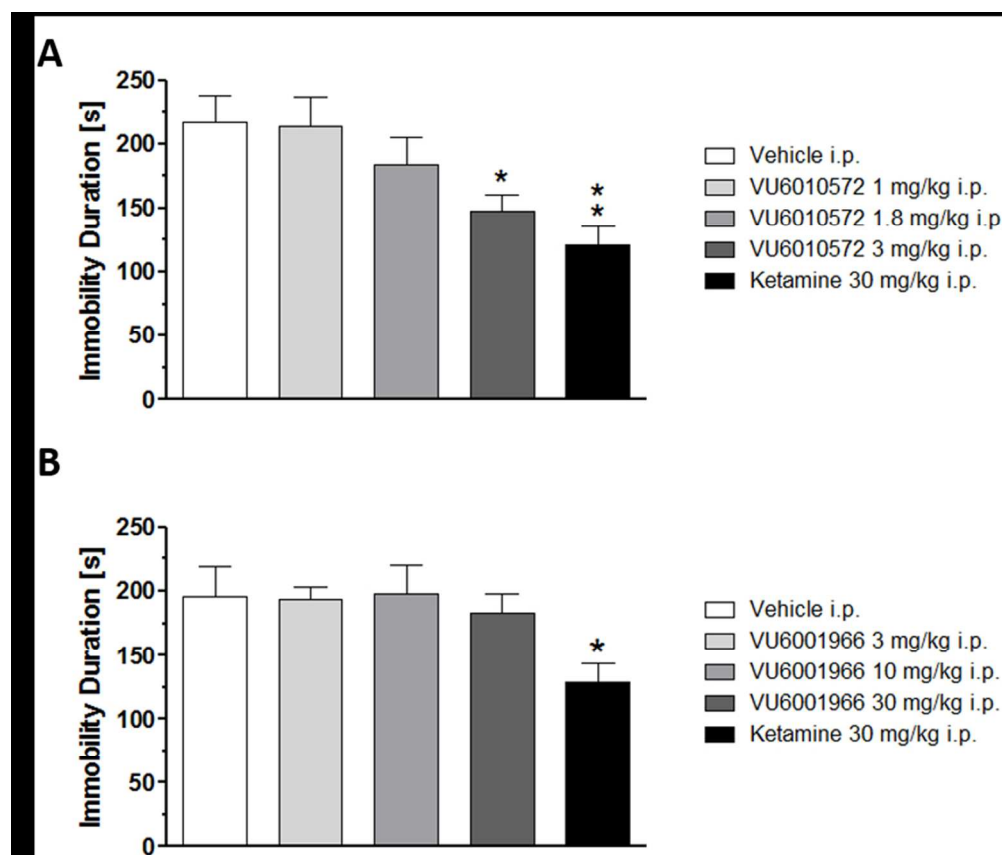 A
Immobility Duration [s]
250
200
150
100
50
0
*
*
*
Vehicle i.p.
VU6010572 1 mg/kg i.p.
VU6010572 1.8 mg/kg i.p
VU6010572 3 mg/kg i.p.
Ketamine 30 mg/kg i.p.
B
Immobility Duration [s]
250
200
150
100
50
0
*
Vehicle i.p.
VU6001966 3 mg/kg i.p.
VU6001966 10 mg/kg i.p.
VU6001966 30 mg/kg i.p.
Ketamine 30 mg/kg i.p.